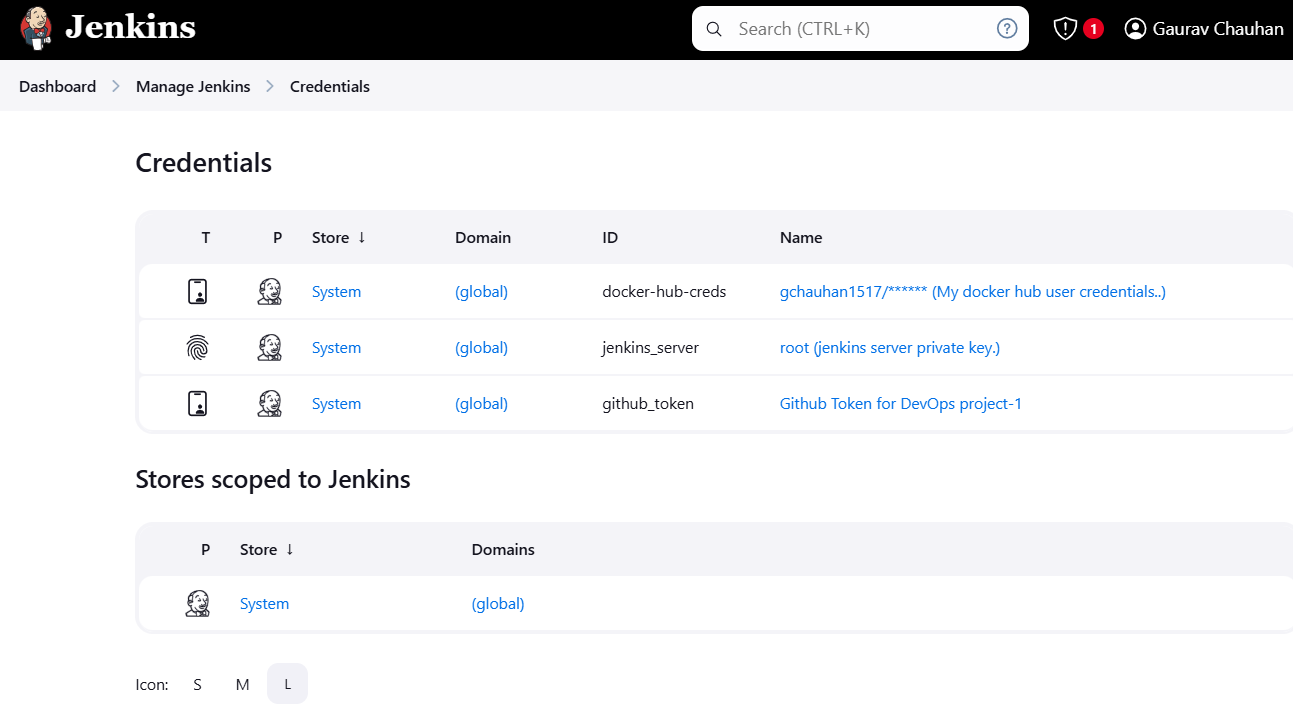 Jenkins
Search (CTRL+K)
?
1
Gaurav Chauhan
Dashboard > Manage Jenkins > Credentials
Credentials
T P Store ↓ Domain ID Name
System (global) docker-hub-creds gchauhan1517/****** (My docker hub user credentials..)
System (global) jenkins_server root (jenkins server private key.)
System (global) github_token Github Token for DevOps project-1
Stores scoped to Jenkins
P Store ↓ Domains
System (global)
Icon: S M L